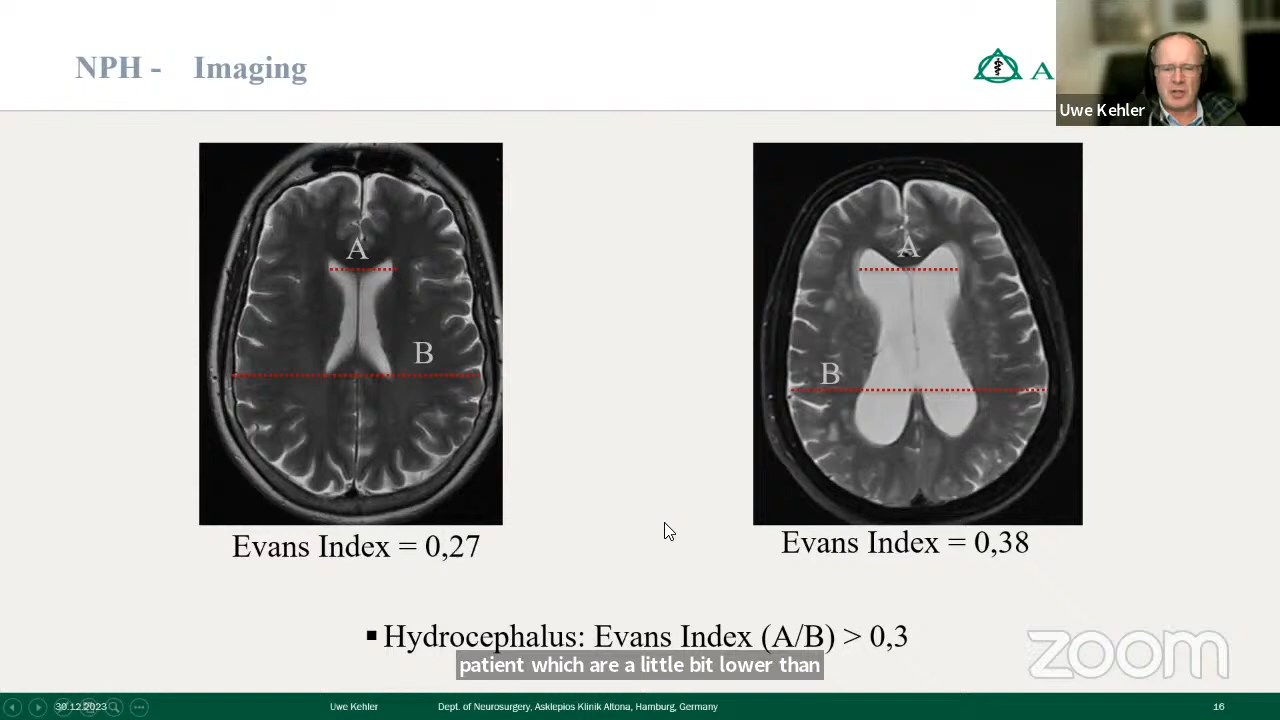 NPH - Imaging
A
Uwe Kehler
A
B
A
B
Evans Index = 0,27
Evans Index = 0,38
▪ Hydrocephalus: Evans Index (A/B) > 0,3
patient which are a little bit lower than
zoom
30.12.2023
Uwe Kehler
Dept. of Neurosurgery, Asklepios Klinik Altona, Hamburg, Germany
16